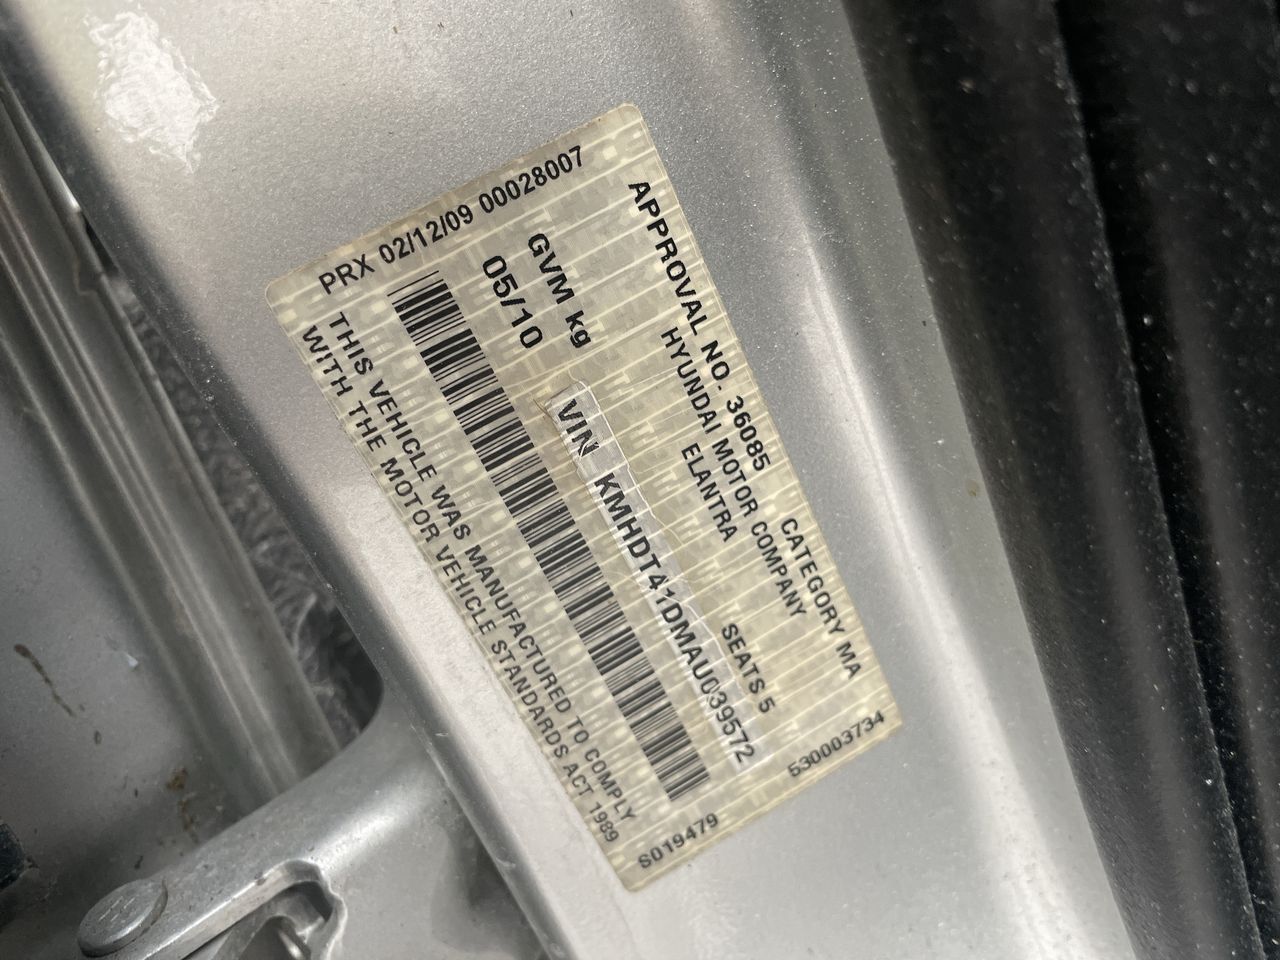 APPROVAL NO. 36085 CATEGORY MA
HYUNDAI MOTOR COMPANY
ELANTRA SEATS 5
GVM kg
05/10
VIN KMHDT41DMAU039572
THIS VEHICLE WAS MANUFACTURED TO COMPLY
WITH THE MOTOR VEHICLE STANDARDS ACT 1989
PRX 02/12/09 00028007
S019479
530003734